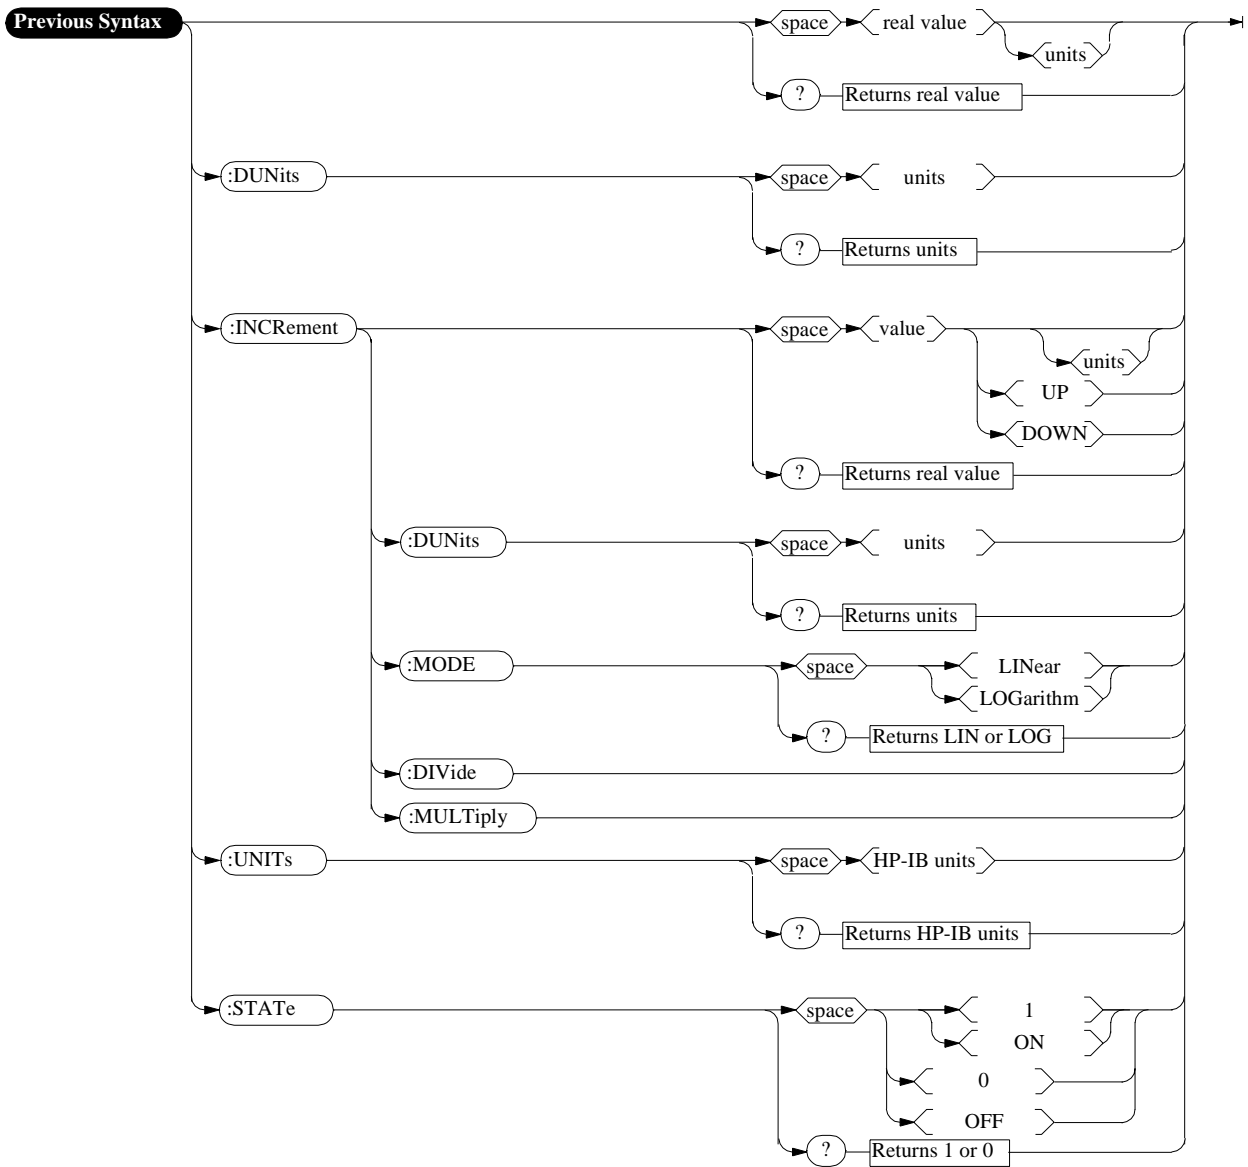 Previous Syntax space real value
units
? Returns real value
:DUNits space units
? Returns units
:INCRement space value
units
UP
DOWN
? Returns real value
:DUNits space units
? Returns units
:MODE space LINear
LOGarithm
? Returns LIN or LOG
:DIVide
:MULTiply
:UNITs space HP-IB units
? Returns HP-IB units
:STATe space 1
ON
0
OFF
? Returns 1 or 0